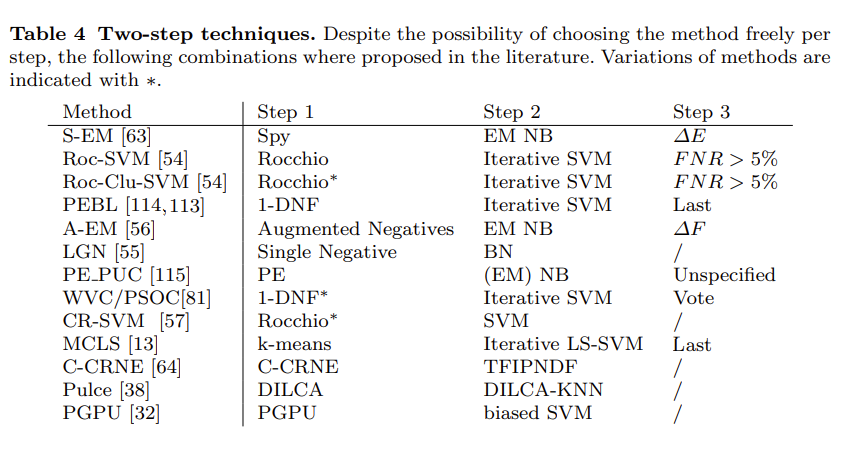 Table 4 Two-step techniques. Despite the possibility of choosing the method freely per
step, the following combinations where proposed in the literature. Variations of methods are
indicated with ∗.
Method Step 1 Step 2 Step 3
S-EM [63] Spy EM NB ΔE
Roc-SVM [54] Rocchio Iterative SVM FNR > 5%
Roc-Clu-SVM [54] Rocchio* Iterative SVM FNR > 5%
PEBL [114,113] 1-DNF Iterative SVM Last
A-EM [56] Augmented Negatives EM NB ΔF
LGN [55] Single Negative BN /
PE_PUC [115] PE (EM) NB Unspecified
WVC/PSOC[81] 1-DNF* Iterative SVM Vote
CR-SVM [57] Rocchio* SVM /
MCLS [13] k-means Iterative LS-SVM Last
C-CRNE [64] C-CRNE TFIPNDF /
Pulce [38] DILCA DILCA-KNN /
PGPU [32] PGPU biased SVM /